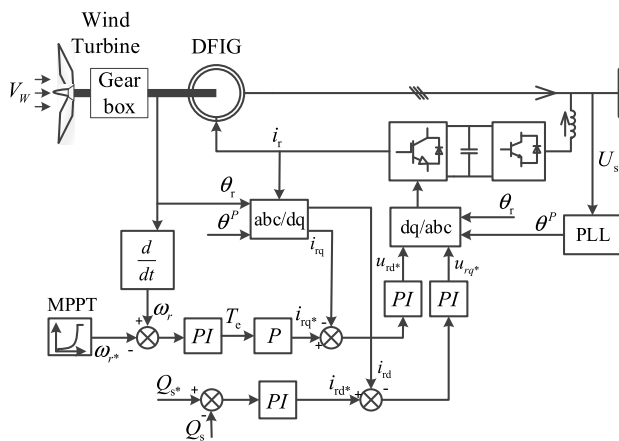 Wind
Turbine
DFIG
Gear
box
V_W
i_r
U_s
θ_r
θ^P
abc/dq
i_rq
dq/abc
θ_r
θ^P
PLL
d/dt
u_rd*
u_rq*
PI
PI
MPPT
ω_r
+
-
ω_r*
PI
T_e
P
i_rq*
-
+
i_rd
Q_s*
+
-
Q_s
PI
i_rd*
+
-